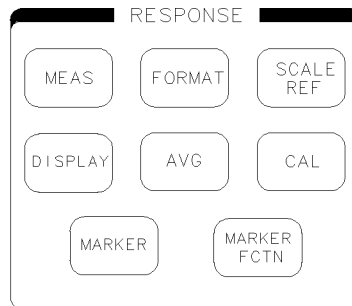 RESPONSE
MEAS FORMAT SCALE REF
DISPLAY AVG CAL
MARKER MARKER FCTN